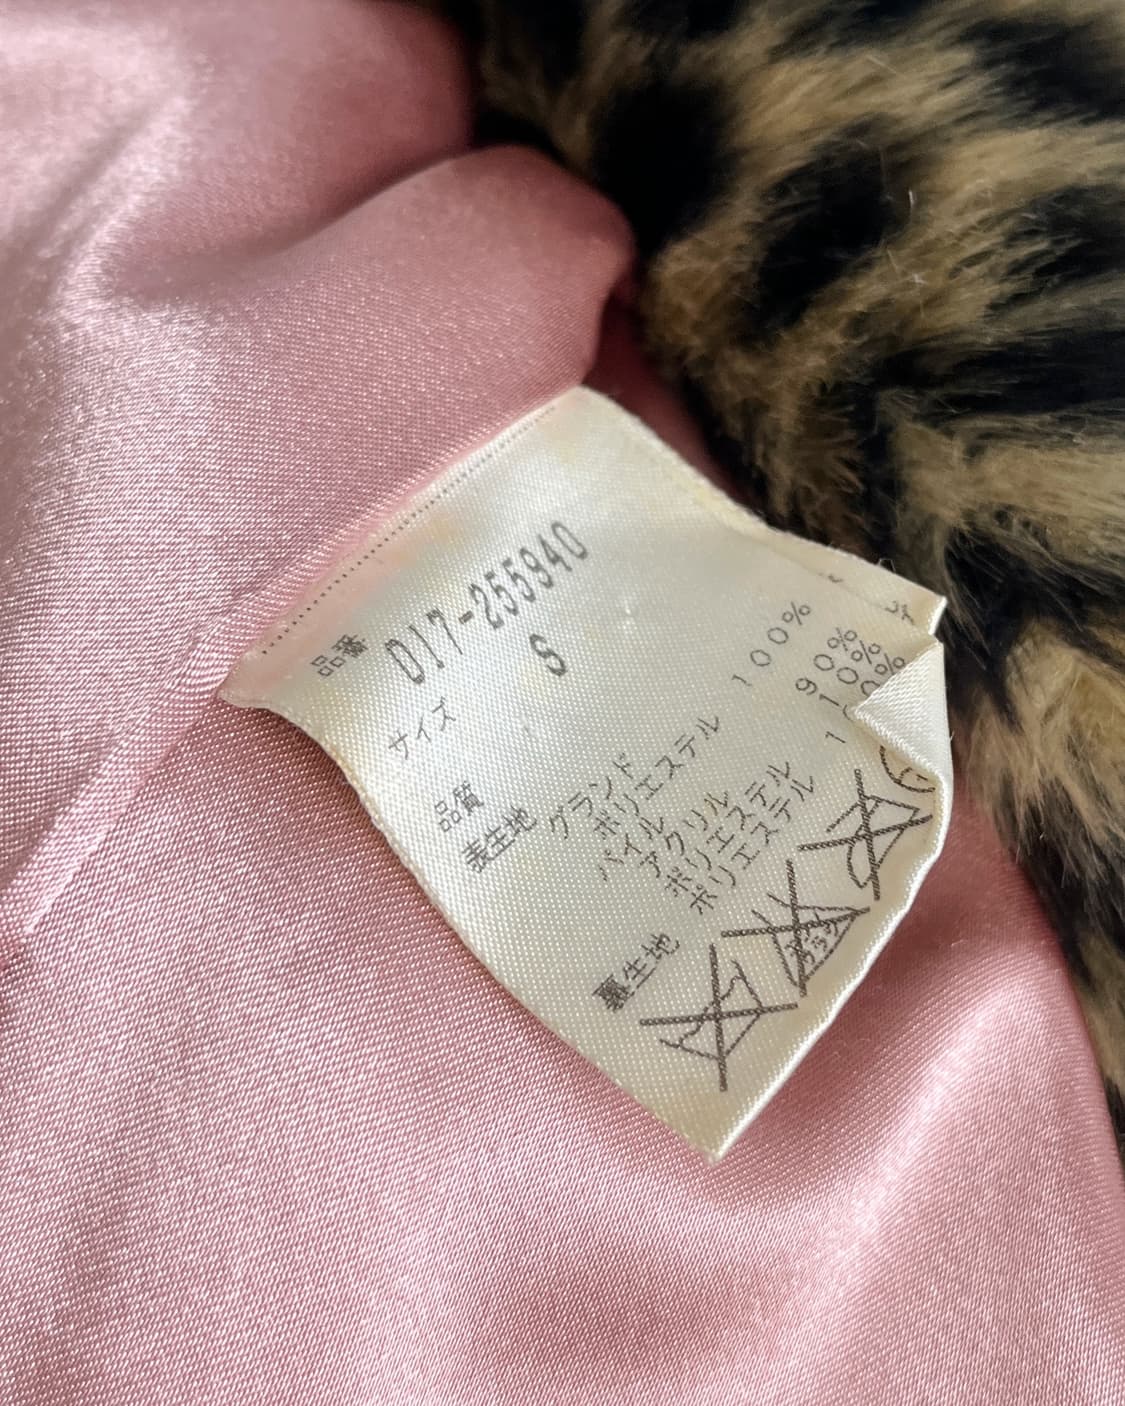 品番 D17-255940
サイズ S
品質
表生地 グランド
ポリエステル 100%
パイル
アクリル 90%
ポリエステル 10%
裏生地 ポリエステル